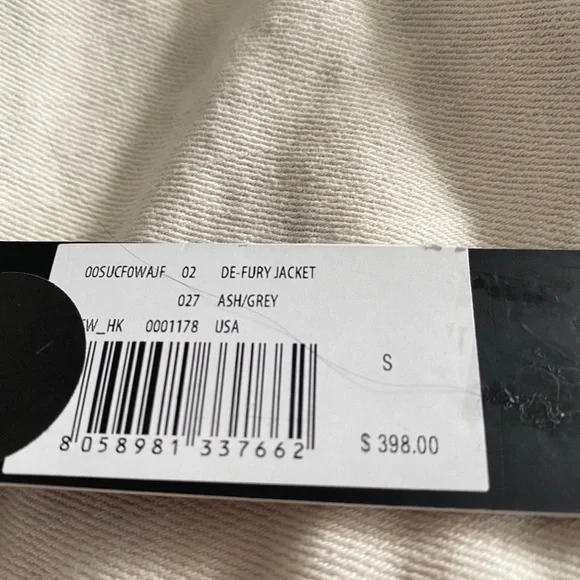 00SUCF0WAJF 02 DE-FURY JACKET
027 ASH/GREY
W_HK 0001178 USA
S
8 058981 337662
$ 398.00